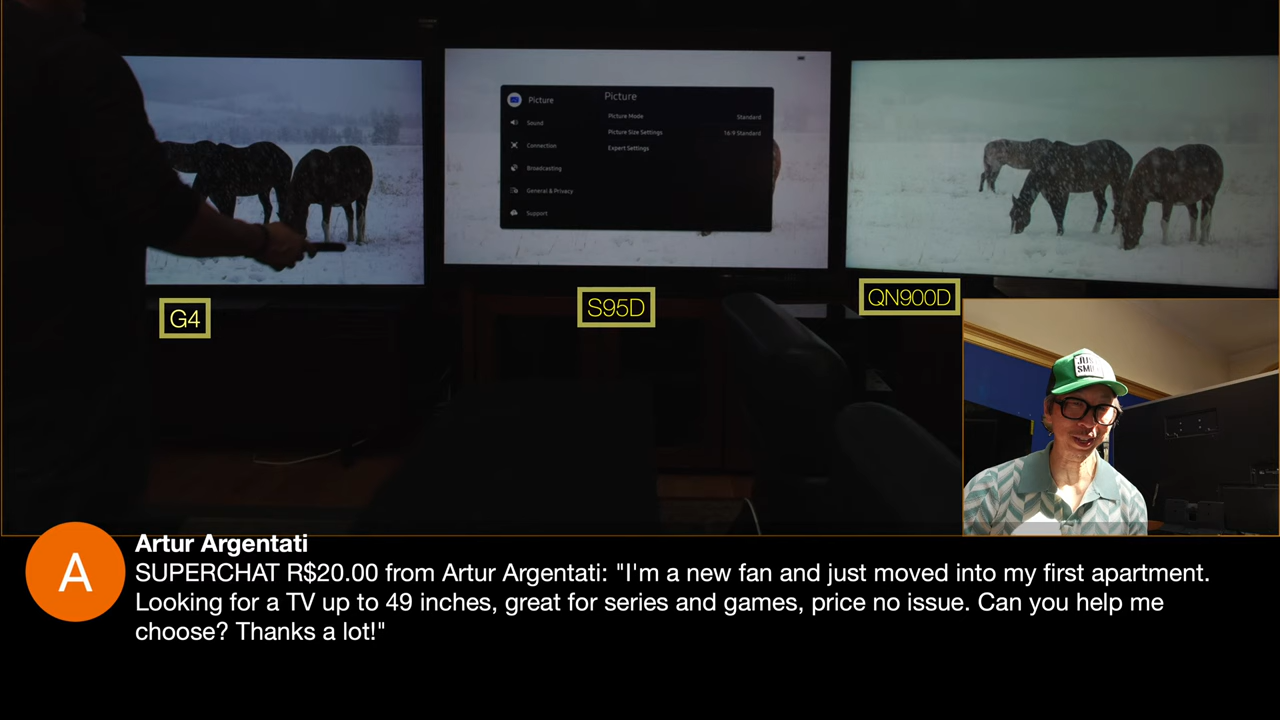 Picture
Sound
Connection
Broadcasting
General & Privacy
Support
Picture
Picture Mode Standard
Picture Size Settings 16:9 Standard
Expert Settings
G4
S95D
QN900D
JUST
SMILE
A
Artur Argentati
SUPERCHAT R$20.00 from Artur Argentati: "I'm a new fan and just moved into my first apartment.
Looking for a TV up to 49 inches, great for series and games, price no issue. Can you help me
choose? Thanks a lot!"